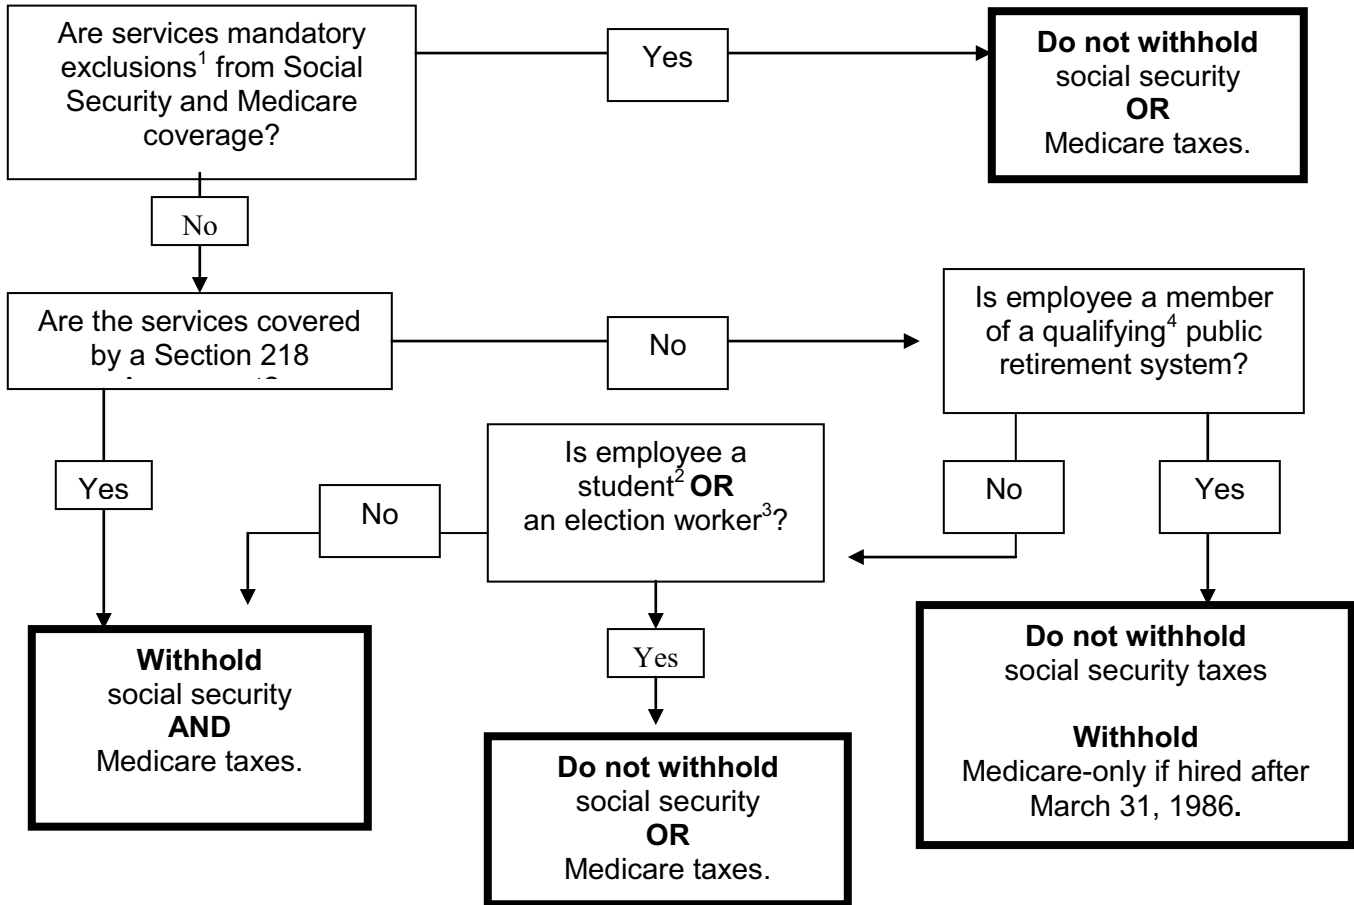 Are services mandatory
exclusions¹ from Social
Security and Medicare
coverage?
Yes
Do not withhold
social security
OR
Medicare taxes.
No
Are the services covered
by a Section 218
No
Is employee a member
of a qualifying⁴ public
retirement system?
Yes
No
Is employee a
student² OR
an election worker³?
No
Yes
Yes
Withhold
social security
AND
Medicare taxes.
Do not withhold
social security
OR
Medicare taxes.
Do not withhold
social security taxes
Withhold
Medicare-only if hired after
March 31, 1986.